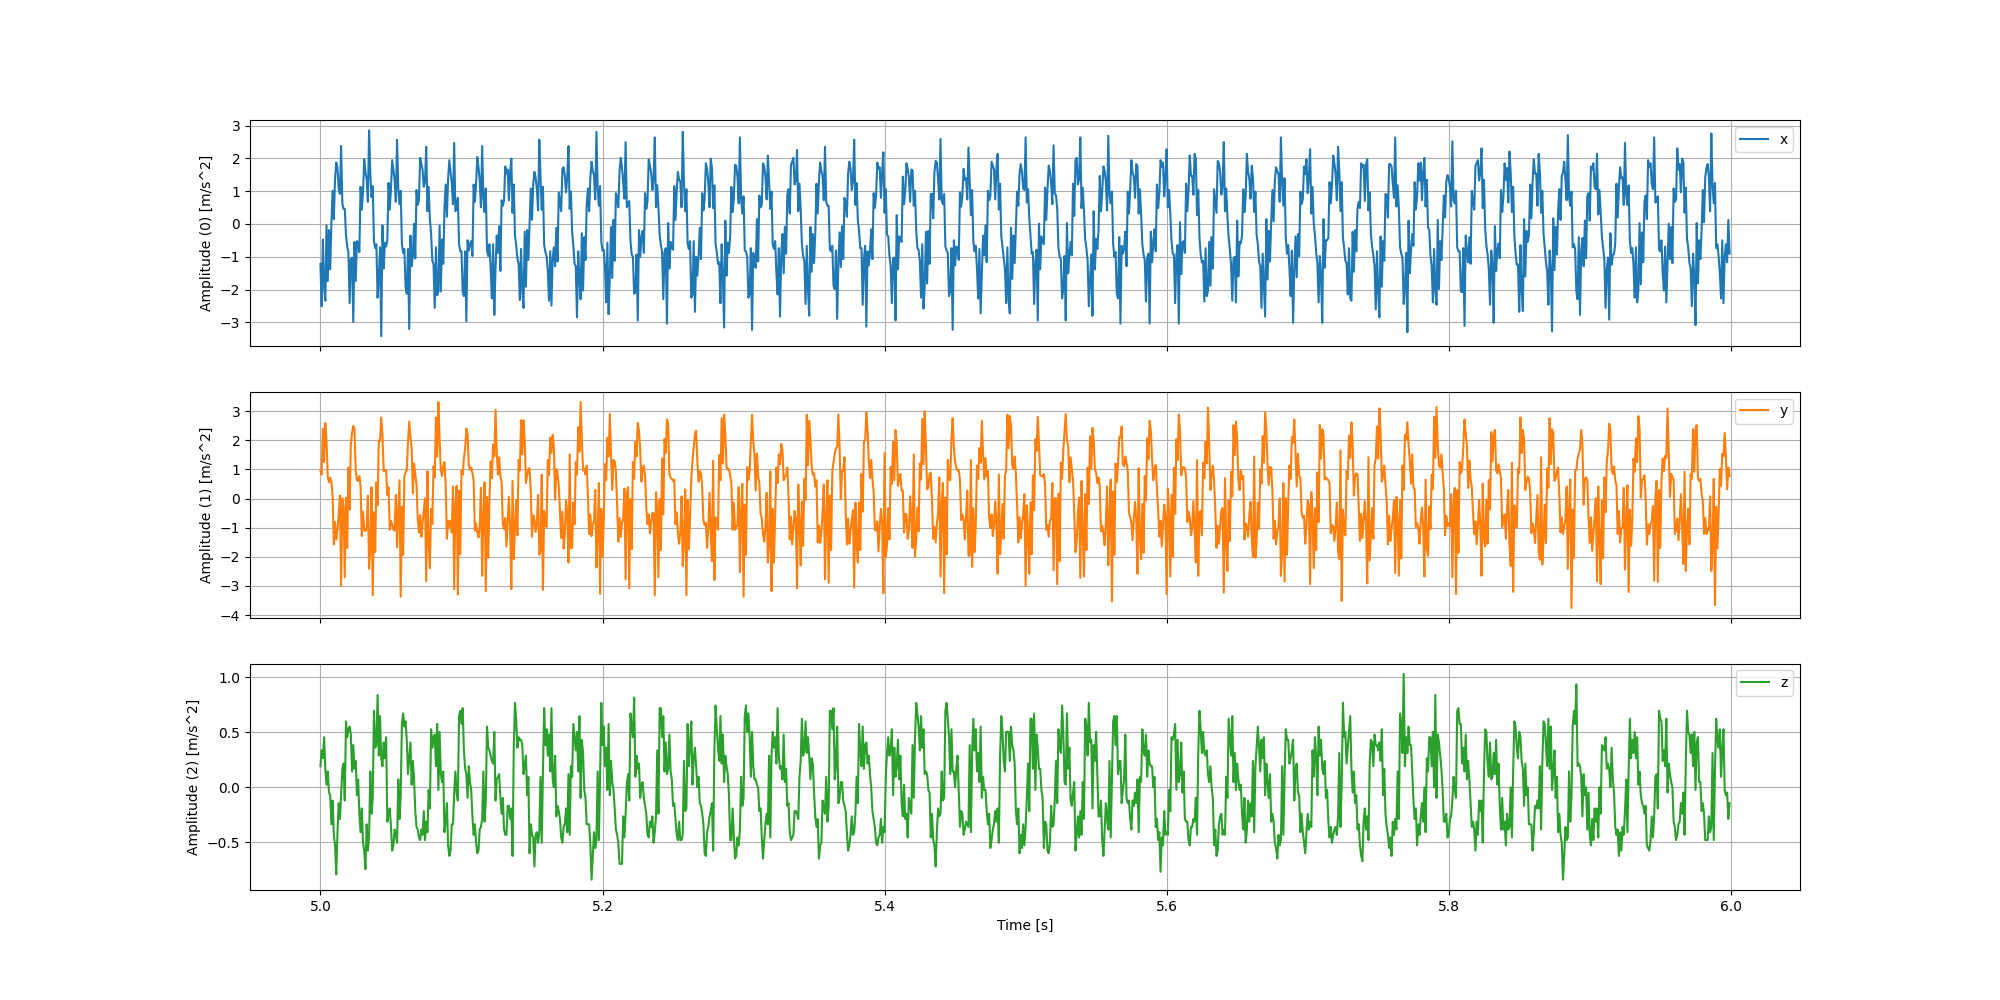 Amplitude (0) [m/s^2]
3
2
1
0
−1
−2
−3
x
Amplitude (1) [m/s^2]
3
2
1
0
−1
−2
−3
−4
y
Amplitude (2) [m/s^2]
1.0
0.5
0.0
−0.5
z
5.0 5.2 5.4 5.6 5.8 6.0
Time [s]